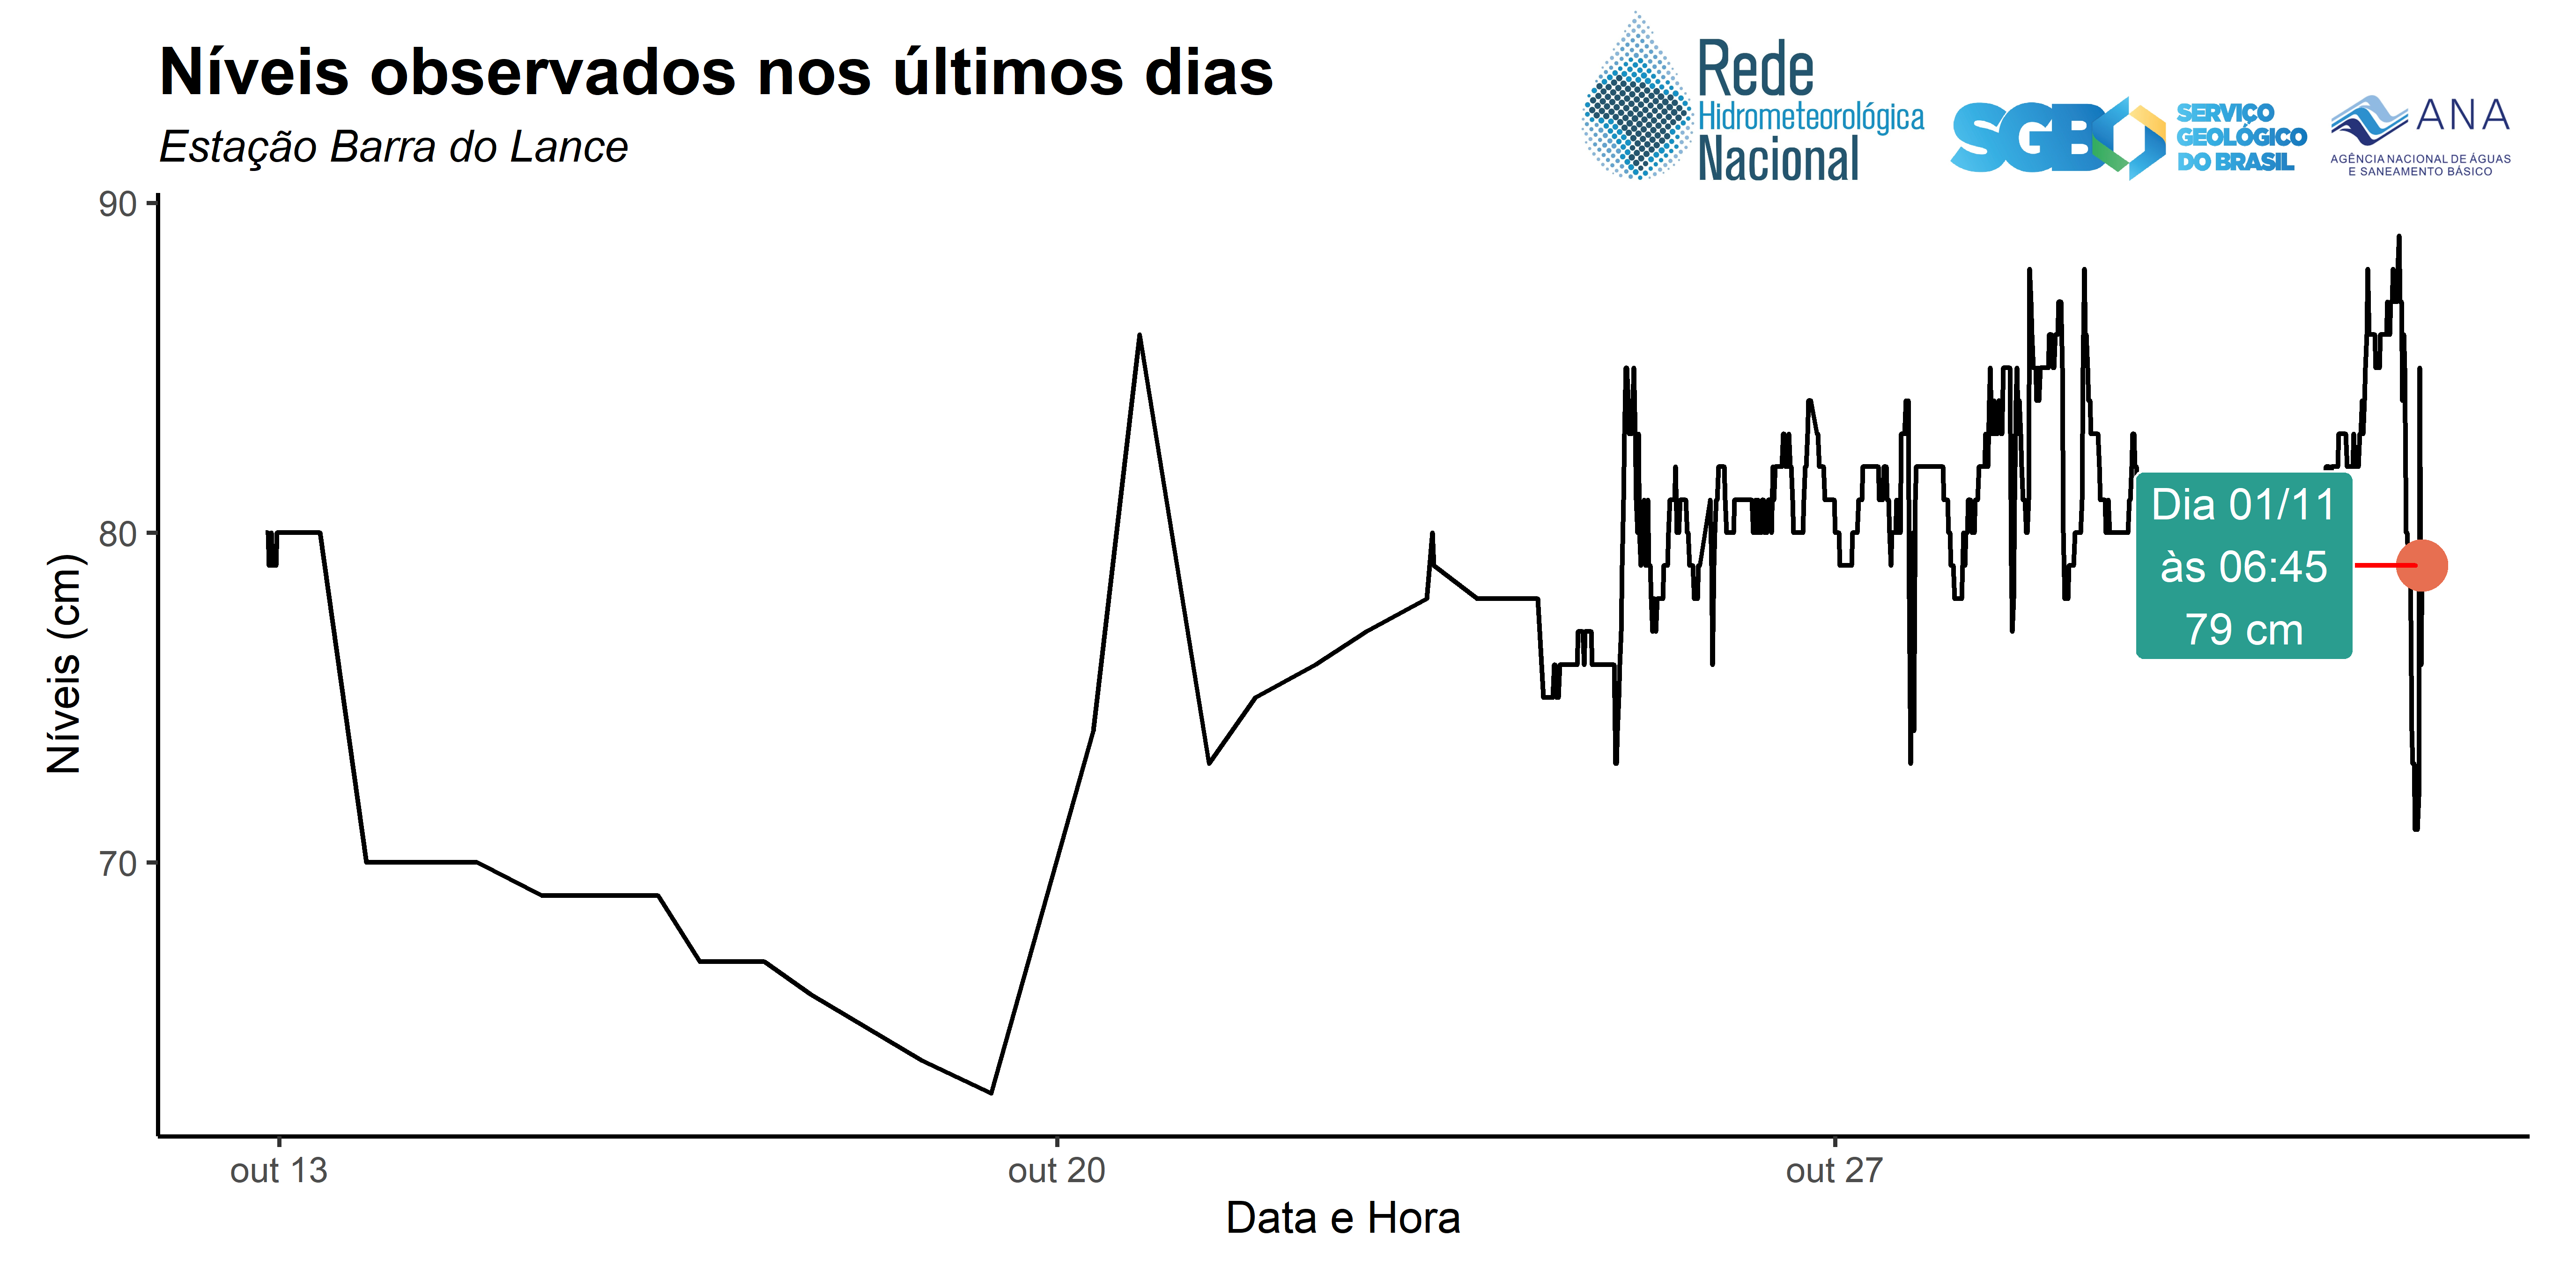 Níveis observados nos últimos dias
Estação Barra do Lance
Rede
Hidrometeorológica
Nacional
SGB
SERVIÇO
GEOLÓGICO
DO BRASIL
ANA
AGÊNCIA NACIONAL DE ÁGUAS
E SANEAMENTO BÁSICO
90
80
70
Níveis (cm)
Dia 01/11
às 06:45
79 cm
out 13
out 20
out 27
Data e Hora